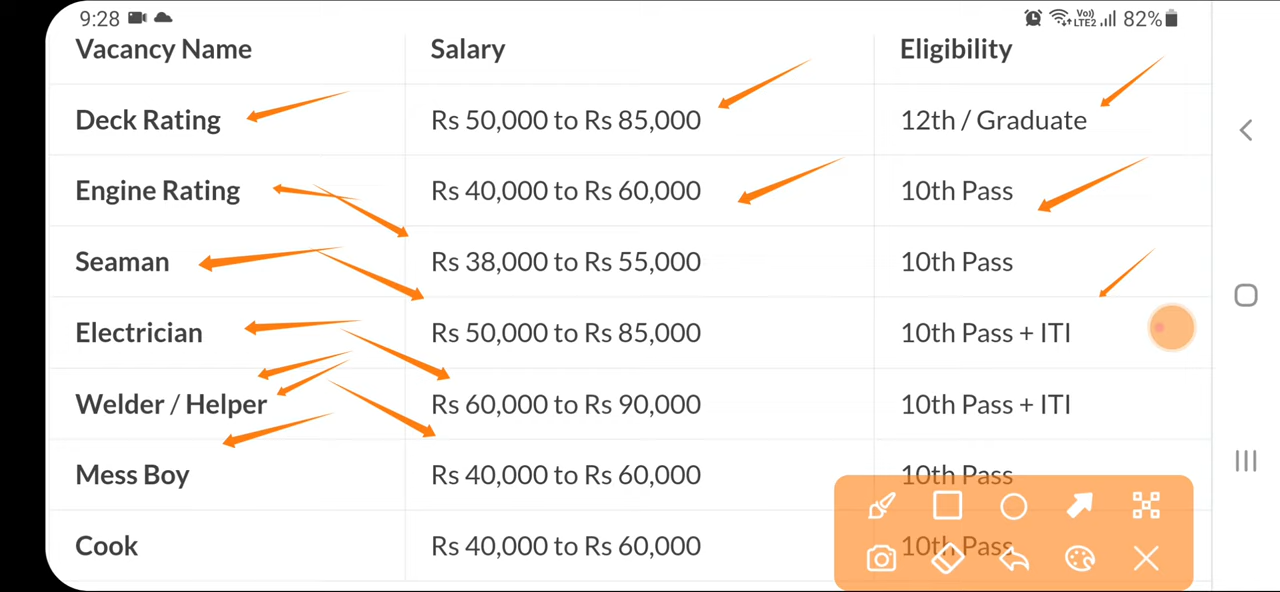 9:28 Vo)) LTE2 82%
Vacancy Name Salary Eligibility
Deck Rating Rs 50,000 to Rs 85,000 12th / Graduate
Engine Rating Rs 40,000 to Rs 60,000 10th Pass
Seaman Rs 38,000 to Rs 55,000 10th Pass
Electrician Rs 50,000 to Rs 85,000 10th Pass + ITI
Welder / Helper Rs 60,000 to Rs 90,000 10th Pass + ITI
Mess Boy Rs 40,000 to Rs 60,000 10th Pass
Cook Rs 40,000 to Rs 60,000 10th Pass